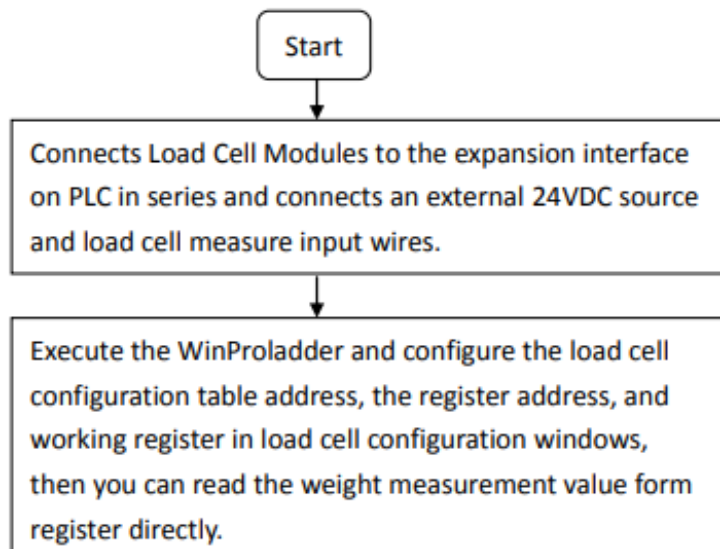 Start
Connects Load Cell Modules to the expansion interface
on PLC in series and connects an external 24VDC source
and load cell measure input wires.
Execute the WinProladder and configure the load cell
configuration table address, the register address, and
working register in load cell configuration windows,
then you can read the weight measurement value form
register directly.